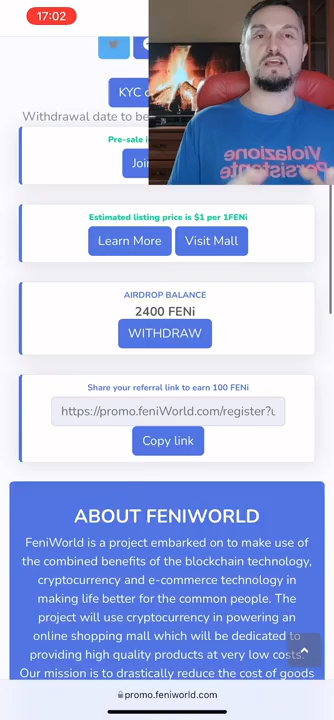 17:02
KYC
Withdrawal date to be
Pre-sale
Estimated listing price is $1 per 1FENi
Learn More
Visit Mall
AIRDROP BALANCE
2400 FENi
WITHDRAW
Share your referral link to earn 100 FENi
https://promo.feniWorld.com/register?u
Copy link
Violazione
Persistente
ABOUT FENIWORLD
FeniWorld is a project embarked on to make use of
the combined benefits of the blockchain technology,
cryptocurrency and e-commerce technology in
making life better for the common people. The
project will use cryptocurrency in powering an
online shopping mall which will be dedicated to
providing high quality products at very low costs.
Our mission is to drastically reduce the cost of goods
promo.feniworld.com